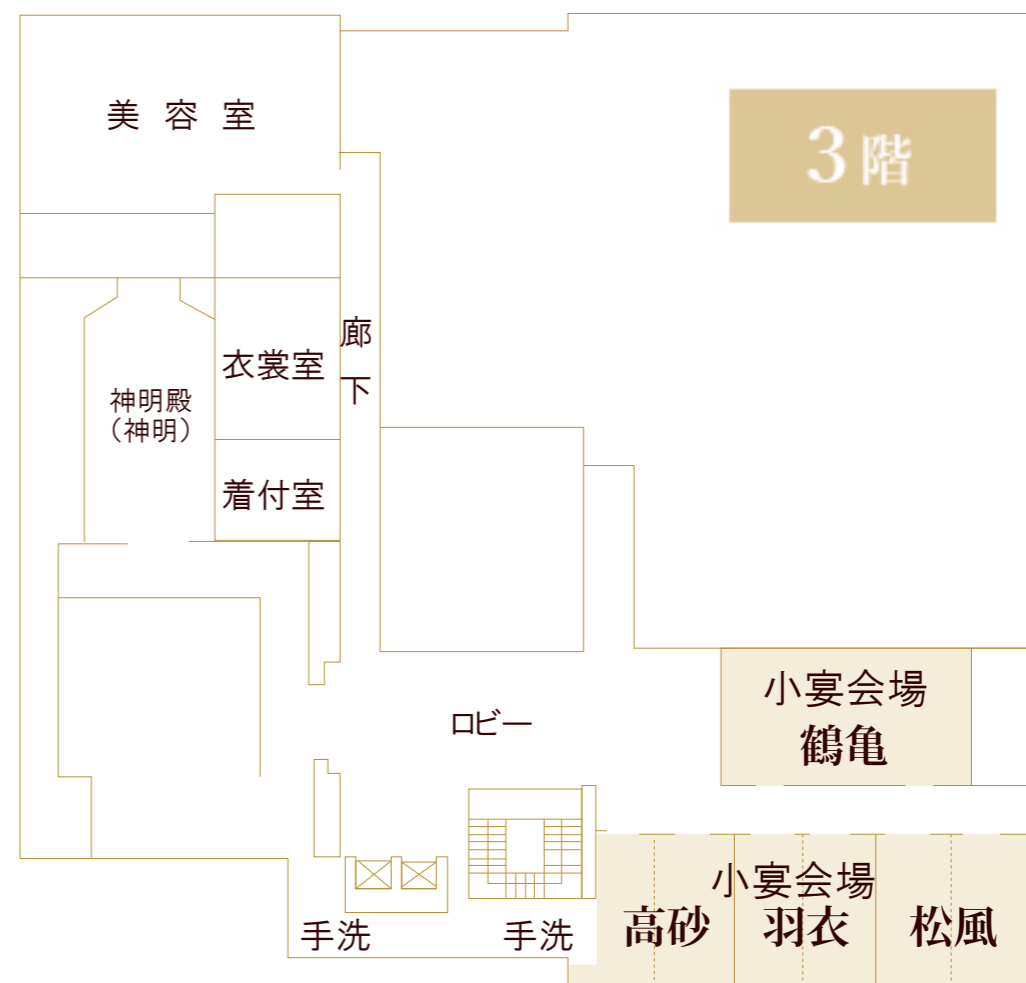 美容室
3階
廊下
衣裳室
神明殿
（神明）
着付室
小宴会場
鶴亀
ロビー
小宴会場
高砂
羽衣
松風
手洗
手洗